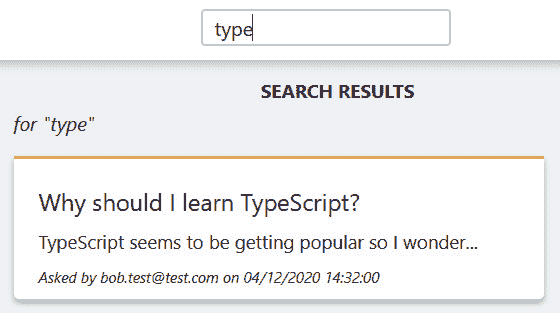 type
SEARCH RESULTS
for "type"
Why should I learn TypeScript?
TypeScript seems to be getting popular so I wonder...
Asked by bob.test@test.com on 04/12/2020 14:32:00